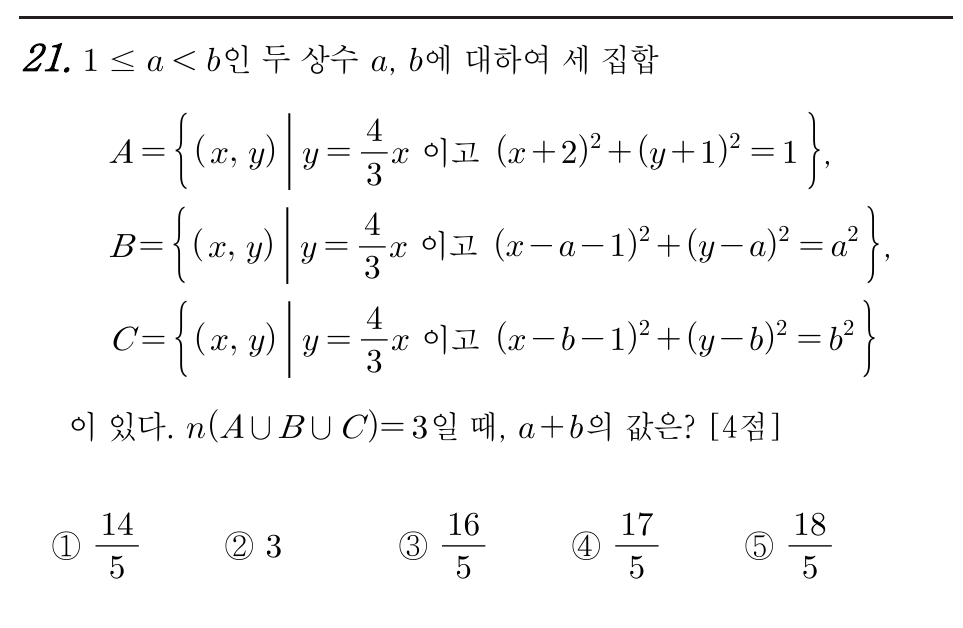 21. 1 ≤ a < b인 두 상수 a, b에 대하여 세 집합
A = { (x, y) | y = 4/3 x 이고 (x+2)² + (y+1)² = 1 },
B = { (x, y) | y = 4/3 x 이고 (x−a−1)² + (y−a)² = a² },
C = { (x, y) | y = 4/3 x 이고 (x−b−1)² + (y−b)² = b² }
이 있다. n(A∪B∪C) = 3일 때, a+b의 값은? [4점]
① 14/5 ② 3 ③ 16/5 ④ 17/5 ⑤ 18/5